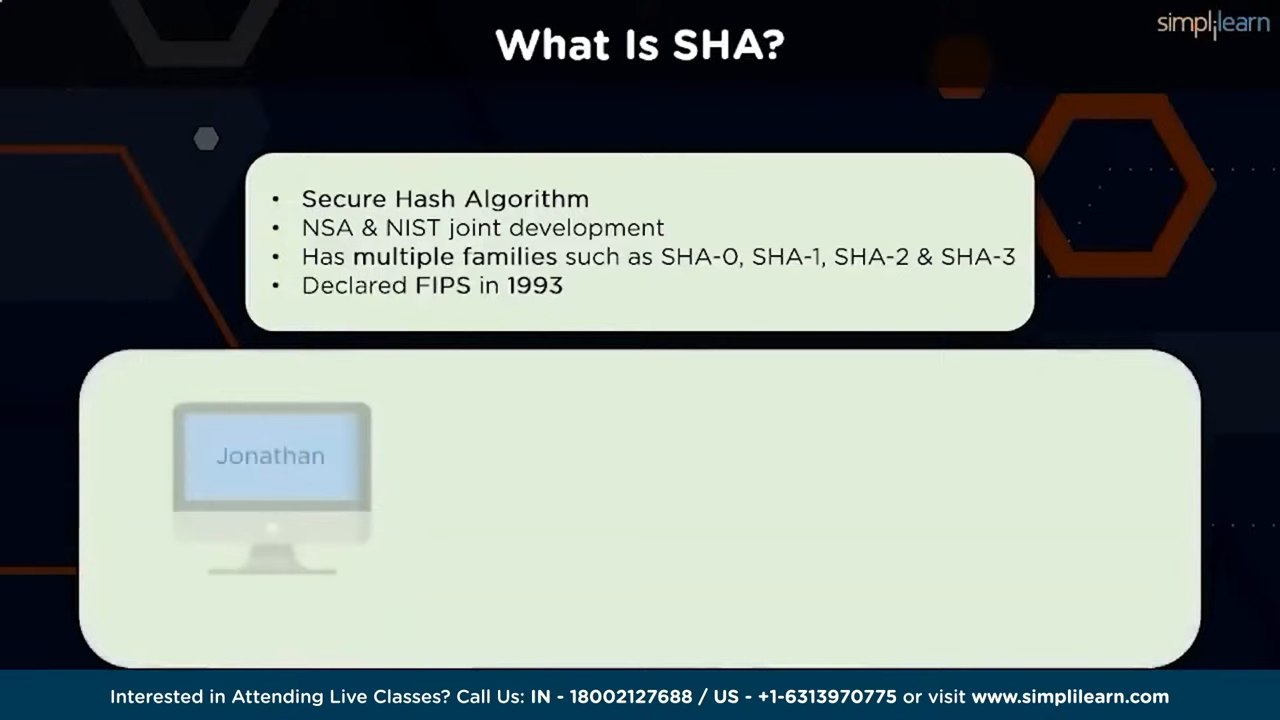 simplilearn
What Is SHA?
• Secure Hash Algorithm
• NSA & NIST joint development
• Has multiple families such as SHA-0, SHA-1, SHA-2 & SHA-3
• Declared FIPS in 1993
Jonathan
Interested in Attending Live Classes? Call Us: IN - 18002127688 / US - +1-6313970775 or visit www.simplilearn.com